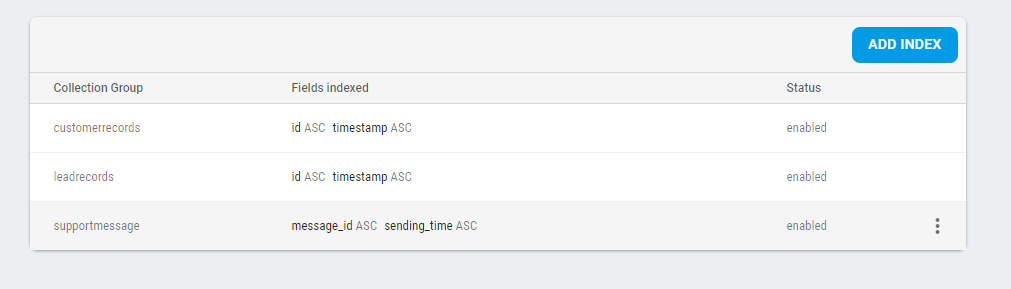 ADD INDEX
Collection Group Fields indexed Status
customerrecords id ASC timestamp ASC enabled
leadrecords id ASC timestamp ASC enabled
supportmessage message_id ASC sending_time ASC enabled